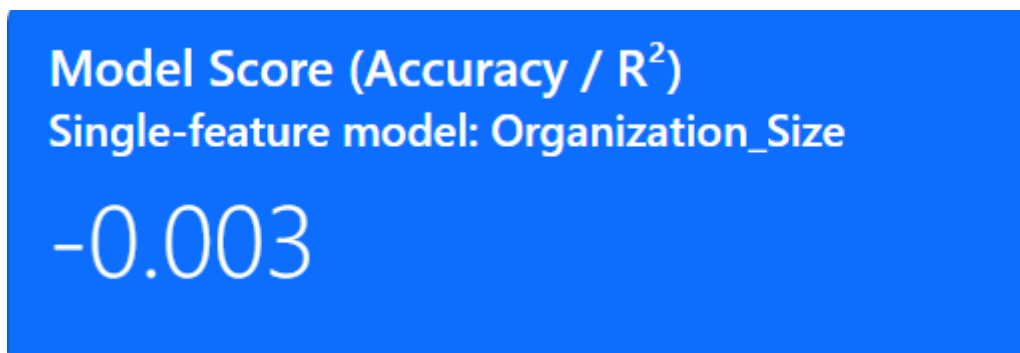 Model Score (Accuracy / R²)
Single-feature model: Organization_Size
-0.003